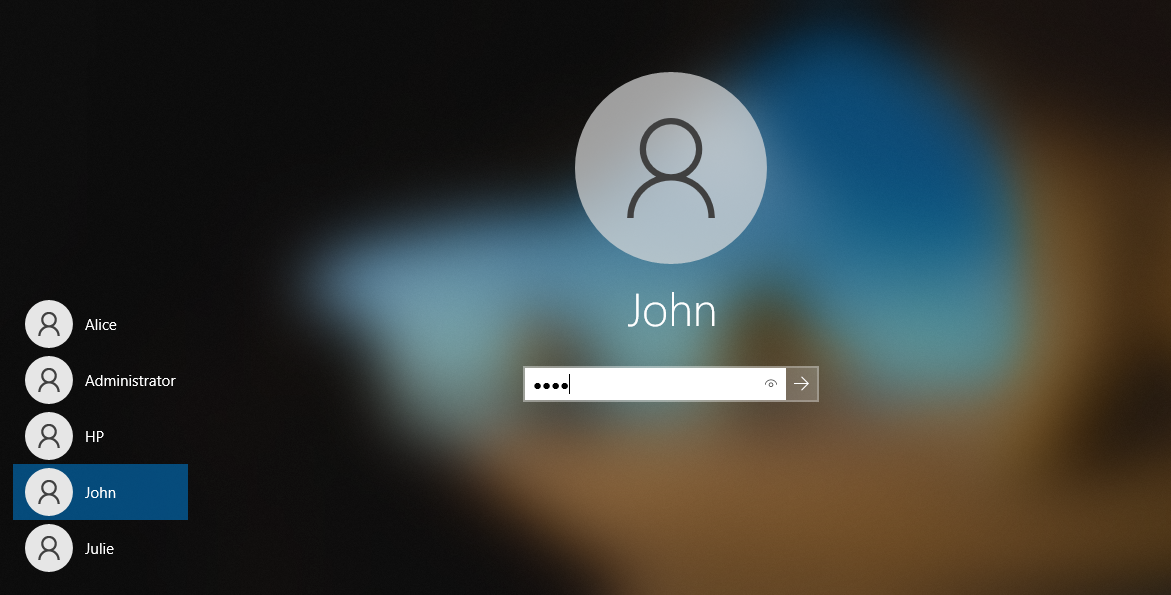 John
●●●●
Alice
Administrator
HP
John
Julie